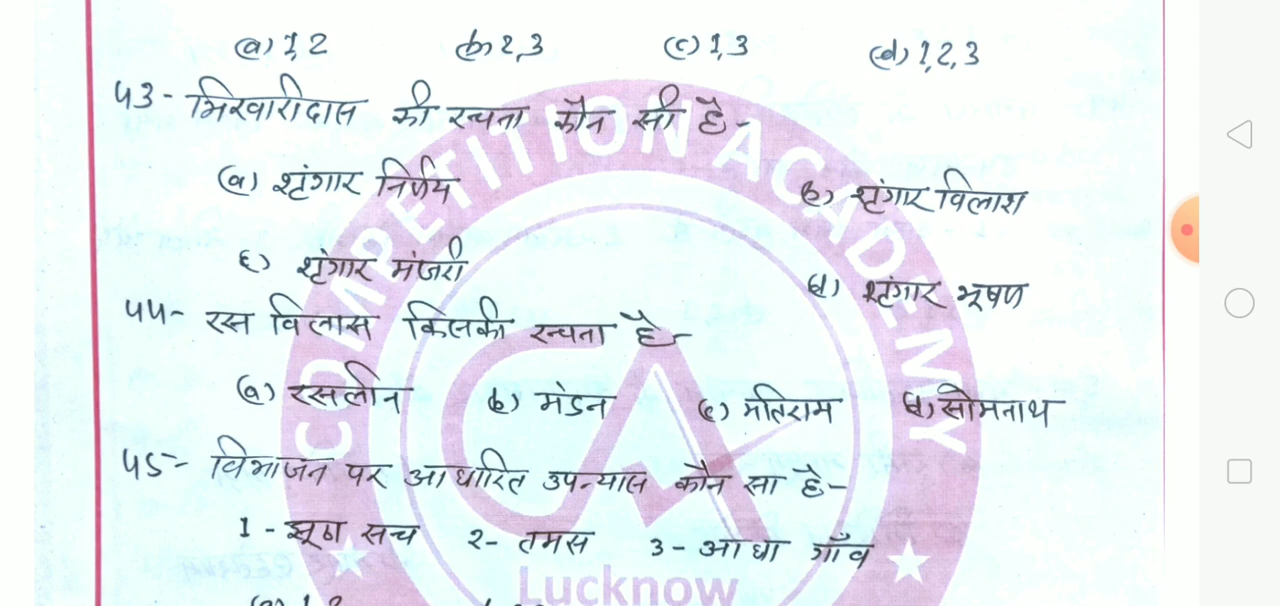 (a) 1,2 (b) 2,3 (c) 1,3 (d) 1,2,3
43- भिखारीदास की रचना कौन सी है-
(a) श्रृंगार निर्णय (b) श्रृंगार विलाश
(c) श्रृंगार मंजरी (d) श्रृंगार भूषण
44- रस विलास किसकी रचना है-
(a) रसलीन (b) मंडन (c) मतिराम (d) सोमनाथ
45- विभाजन पर आधारित उपन्यास कौन सा है-
1- झूठा सच 2- तमस 3- आधा गाँव
COMPETITION ACADEMY
CA
Lucknow